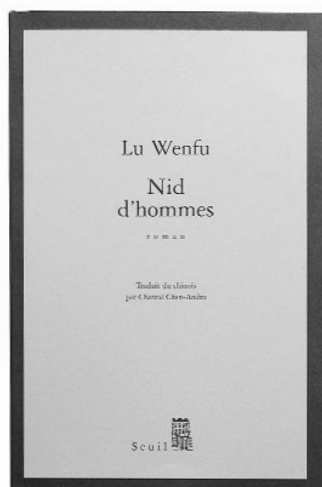 Lu Wenfu
Nid
d'hommes
roman
Traduit du chinois
par Chantal Chen-Andro
Seuil